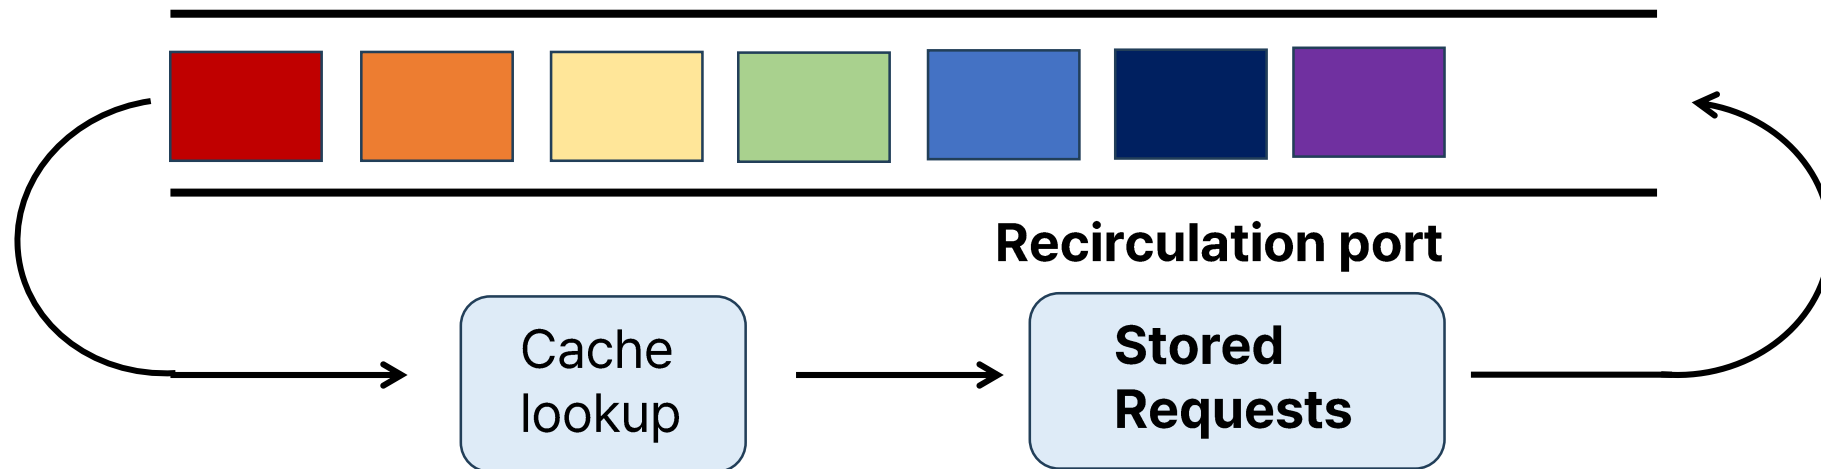 Recirculation port
Cache
lookup
Stored
Requests